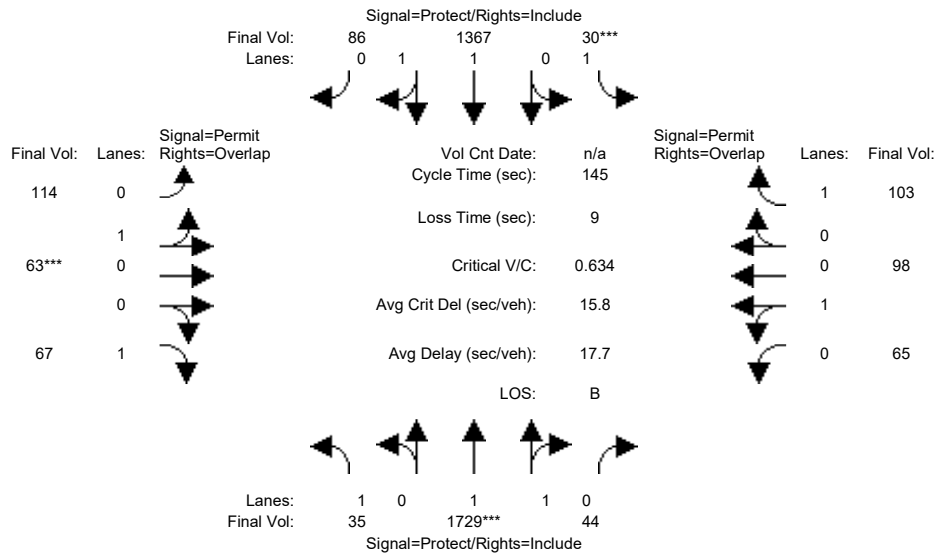 Signal=Protect/Rights=Include
Final Vol: 86 1367 30***
Lanes: 0 1 1 0 1
Signal=Permit Signal=Permit
Final Vol: Lanes: Rights=Overlap Vol Cnt Date: n/a Rights=Overlap Lanes: Final Vol:
Cycle Time (sec): 145
114 0 1 103
Loss Time (sec): 9
1 0
63*** 0 Critical V/C: 0.634 0 98
0 Avg Crit Del (sec/veh): 15.8 1
67 1 Avg Delay (sec/veh): 17.7 0 65
LOS: B
Lanes: 1 0 1 1 0
Final Vol: 35 1729*** 44
Signal=Protect/Rights=Include